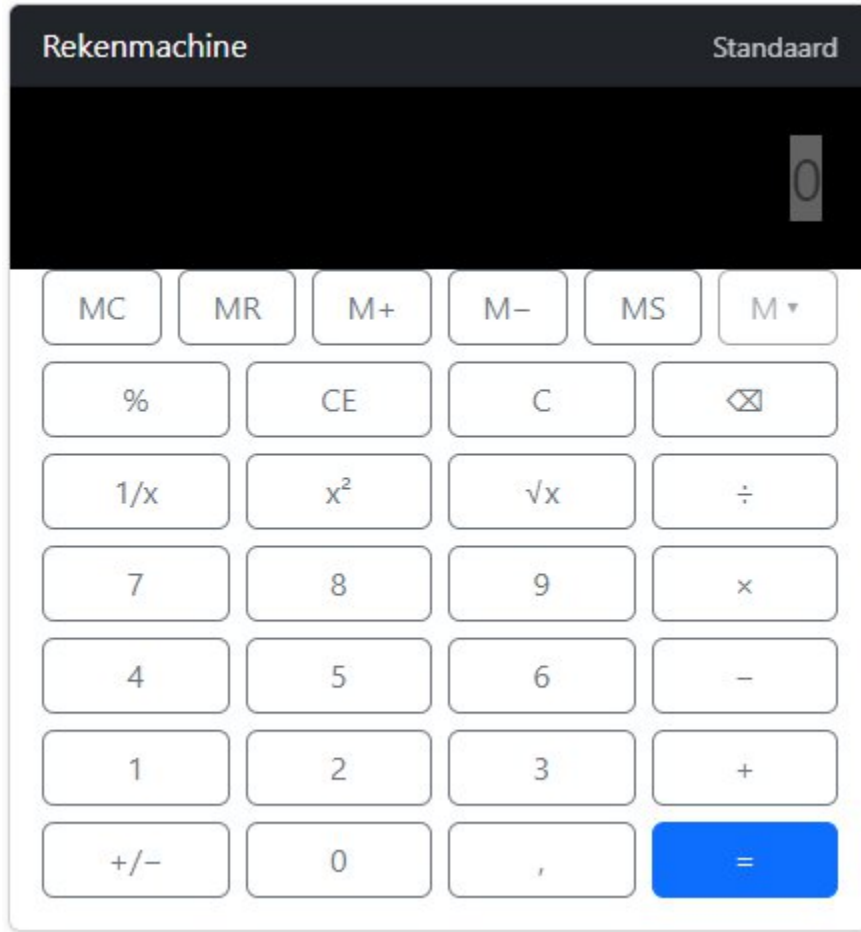 Rekenmachine Standaard
0
MC MR M+ M− MS M ▾
% CE C ⌫
1/x x² √x ÷
7 8 9 ×
4 5 6 −
1 2 3 +
+/− 0 , =